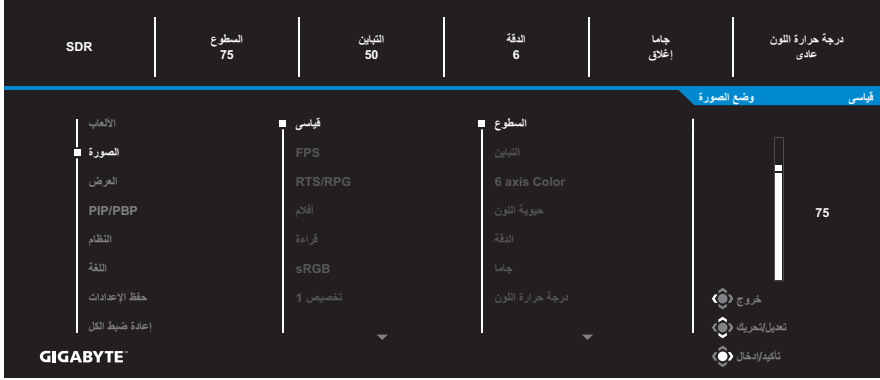 SDR
السطوع
75
التباين
50
الدقة
6
جاما
إغلاق
درجة حرارة اللون
عادى
قياسى
وضع الصورة
الألعاب
الصورة
العرض
PIP/PBP
النظام
اللغة
حفظ الإعدادات
إعادة ضبط الكل
قياسى
FPS
RTS/RPG
أفلام
قراءة
sRGB
تخصيص 1
السطوع
التباين
6 axis Color
حيوية اللون
الدقة
جاما
درجة حرارة اللون
75
خروج
تعديل/تحريك
تأكيد/إدخال
GIGABYTE™